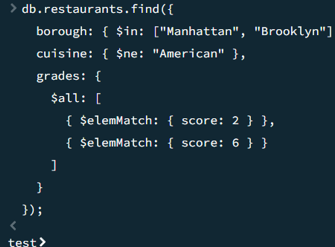 > db.restaurants.find({
borough: { $in: ["Manhattan", "Brooklyn"]
cuisine: { $ne: "American" },
grades: {
$all: [
{ $elemMatch: { score: 2 } },
{ $elemMatch: { score: 6 } }
]
}
});
<
test>